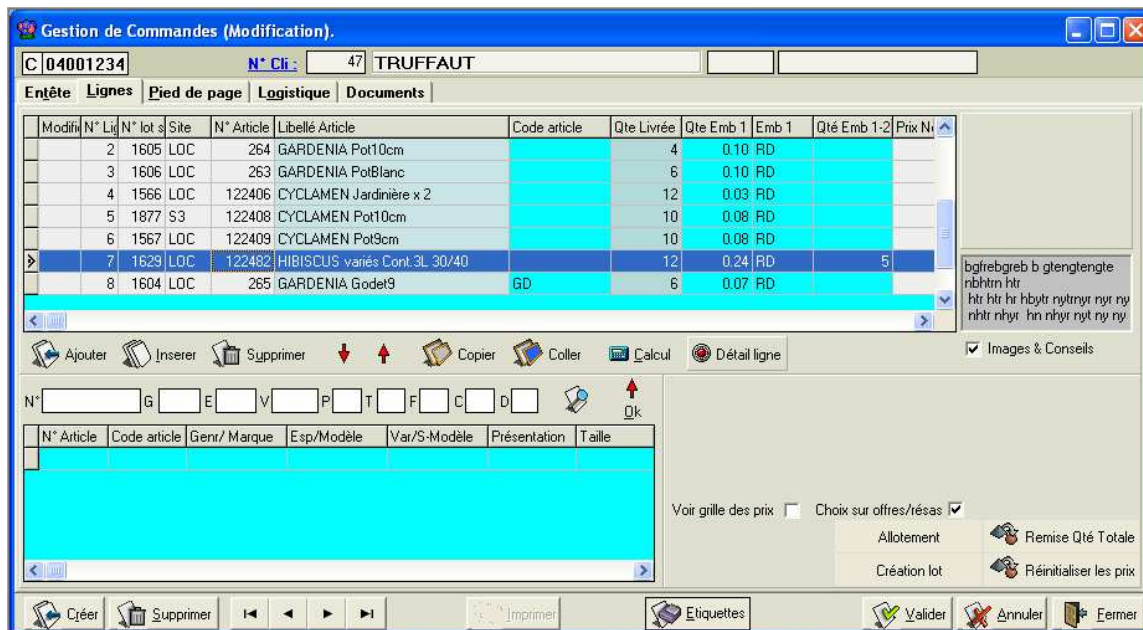 Gestion de Commandes (Modification).
C 04001234 N° Cli : 47 TRUFFAUT
Entête Lignes Pied de page Logistique Documents
Modifi N° Lig N° lot s Site N° Article Libellé Article Code article Qte Livrée Qte Emb 1 Emb 1 Qté Emb 1-2 Prix N
2 1605 LOC 264 GARDENIA Pot10cm 4 0.10 RD
3 1606 LOC 263 GARDENIA PotBlanc 6 0.10 RD
4 1566 LOC 122406 CYCLAMEN Jardinière x 2 12 0.03 RD
5 1877 S3 122408 CYCLAMEN Pot10cm 10 0.08 RD
6 1567 LOC 122409 CYCLAMEN Pot9cm 10 0.08 RD
7 1629 LOC 122482 HIBISCUS variés Cont.3L 30/40 12 0.24 RD 5
8 1604 LOC 265 GARDENIA Godet9 GD 6 0.07 RD
bgfrebgreb b gtengtengte
nbhtrn htr
htr htr hr hbytr nytrnyr nyr ny
nhtr nhyr hn nhyr nyt ny ny
Ajouter Inserer Supprimer Copier Coller Calcul Détail ligne Images & Conseils
N° G E V P T F C D Ok
N° Article Code article Genr/ Marque Esp/Modèle Var/S-Modèle Présentation Taille
Voir grille des prix Choix sur offres/résas
Allotement Remise Qté Totale
Création lot Réinitialiser les prix
Créer Supprimer Imprimer Etiquettes Valider Annuler Fermer